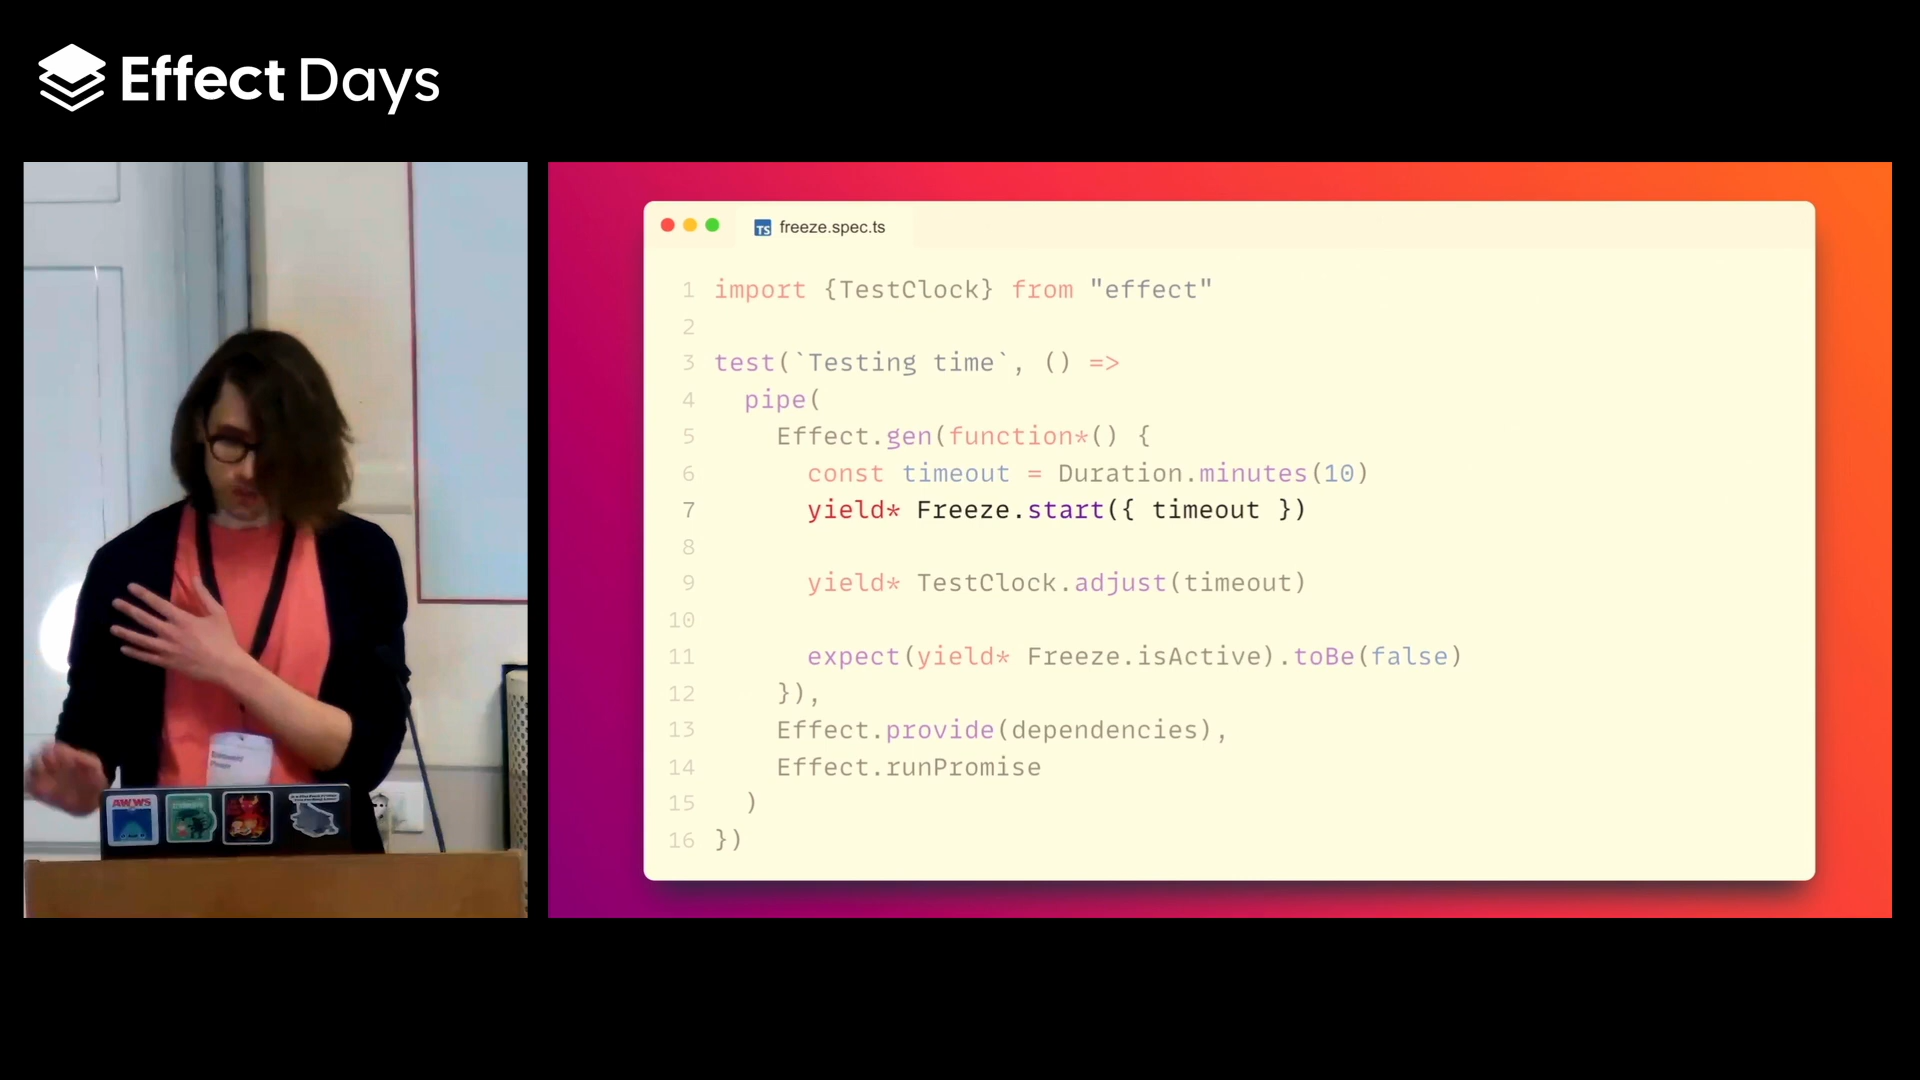 Effect Days
TS freeze.spec.ts
1 import {TestClock} from "effect"
2
3 test(`Testing time`, () =>
4 pipe(
5 Effect.gen(function*() {
6 const timeout = Duration.minutes(10)
7 yield* Freeze.start({ timeout })
8
9 yield* TestClock.adjust(timeout)
10
11 expect(yield* Freeze.isActive).toBe(false)
12 }),
13 Effect.provide(dependencies),
14 Effect.runPromise
15 )
16 })
AWWS